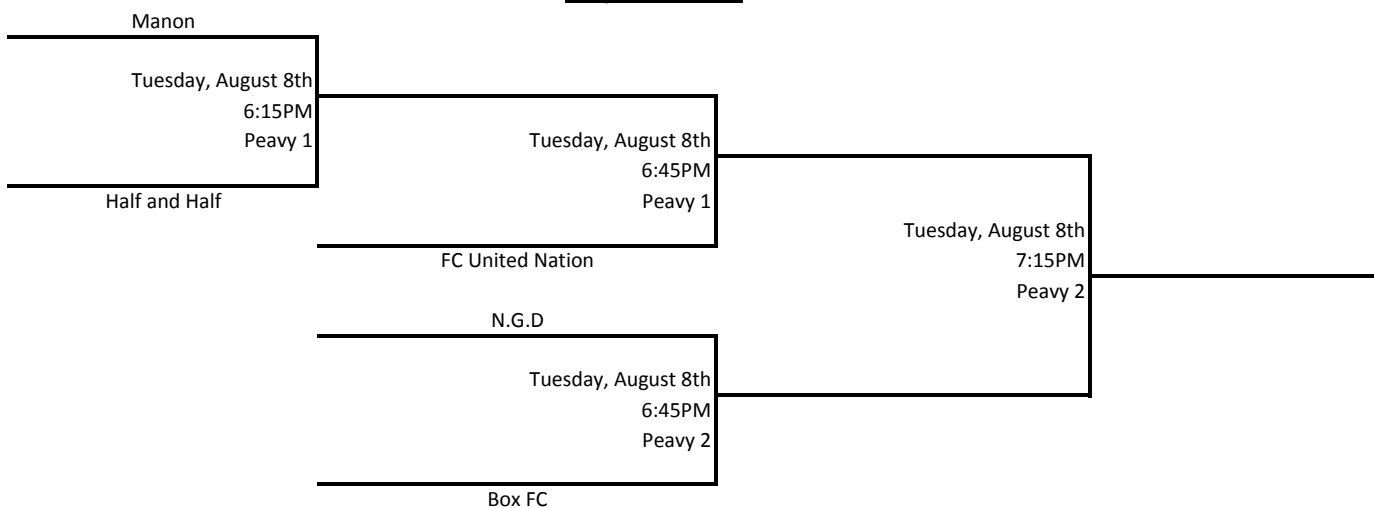 Manon
Tuesday, August 8th
6:15PM
Peavy 1
Half and Half
Tuesday, August 8th
6:45PM
Peavy 1
FC United Nation
N.G.D
Tuesday, August 8th
6:45PM
Peavy 2
Box FC
Tuesday, August 8th
7:15PM
Peavy 2